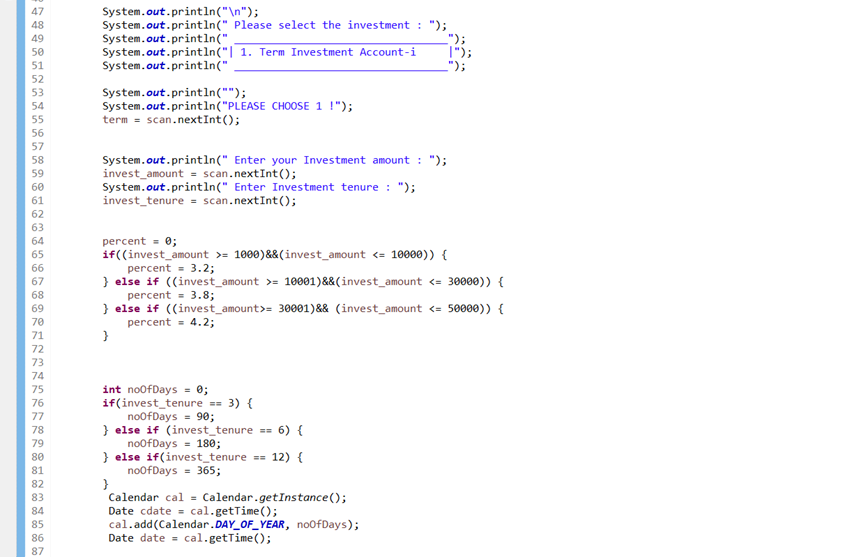 47 System.out.println("\n");
48 System.out.println(" Please select the investment : ");
49 System.out.println(" __________________________________");
50 System.out.println("| 1. Term Investment Account-i     |");
51 System.out.println(" __________________________________");
52
53 System.out.println("");
54 System.out.println("PLEASE CHOOSE 1 !");
55 term = scan.nextInt();
56
57
58 System.out.println(" Enter your Investment amount : ");
59 invest_amount = scan.nextInt();
60 System.out.println(" Enter Investment tenure : ");
61 invest_tenure = scan.nextInt();
62
63
64 percent = 0;
65 if((invest_amount >= 1000)&&(invest_amount <= 10000)) {
66     percent = 3.2;
67 } else if ((invest_amount >= 10001)&&(invest_amount <= 30000)) {
68     percent = 3.8;
69 } else if ((invest_amount>= 30001)&& (invest_amount <= 50000)) {
70     percent = 4.2;
71 }
72
73
74
75 int noOfDays = 0;
76 if(invest_tenure == 3) {
77     noOfDays = 90;
78 } else if (invest_tenure == 6) {
79     noOfDays = 180;
80 } else if(invest_tenure == 12) {
81     noOfDays = 365;
82 }
83  Calendar cal = Calendar.getInstance();
84  Date cdate = cal.getTime();
85  cal.add(Calendar.DAY_OF_YEAR, noOfDays);
86  Date date = cal.getTime();
87